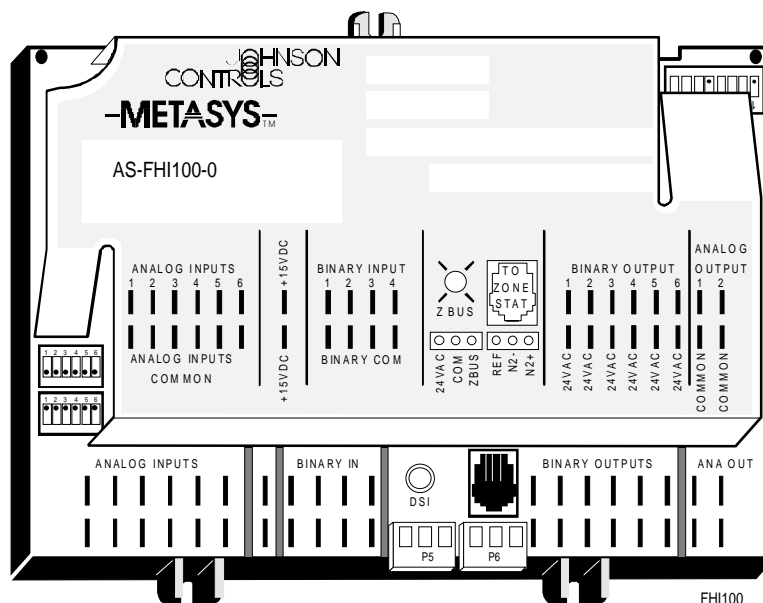 JOHNSON
CONTROLS
METASYS TM
AS-FHI100-0
ANALOG INPUTS
1 2 3 4 5 6
ANALOG INPUTS
COMMON
+15VDC
+15VDC
BINARY INPUT
1 2 3 4
BINARY COM
Z BUS
TO
ZONE
STAT
24VAC
COM
ZBUS
REF
N2-
N2+
BINARY OUTPUT
1 2 3 4 5 6
24VAC
24VAC
24VAC
24VAC
24VAC
24VAC
ANALOG
OUTPUT
1 2
COMMON
COMMON
1 2 3 4 5 6
1 2 3 4 5 6
ANALOG INPUTS
BINARY IN
DSI
P5
P6
BINARY OUTPUTS
ANA OUT
FHI100